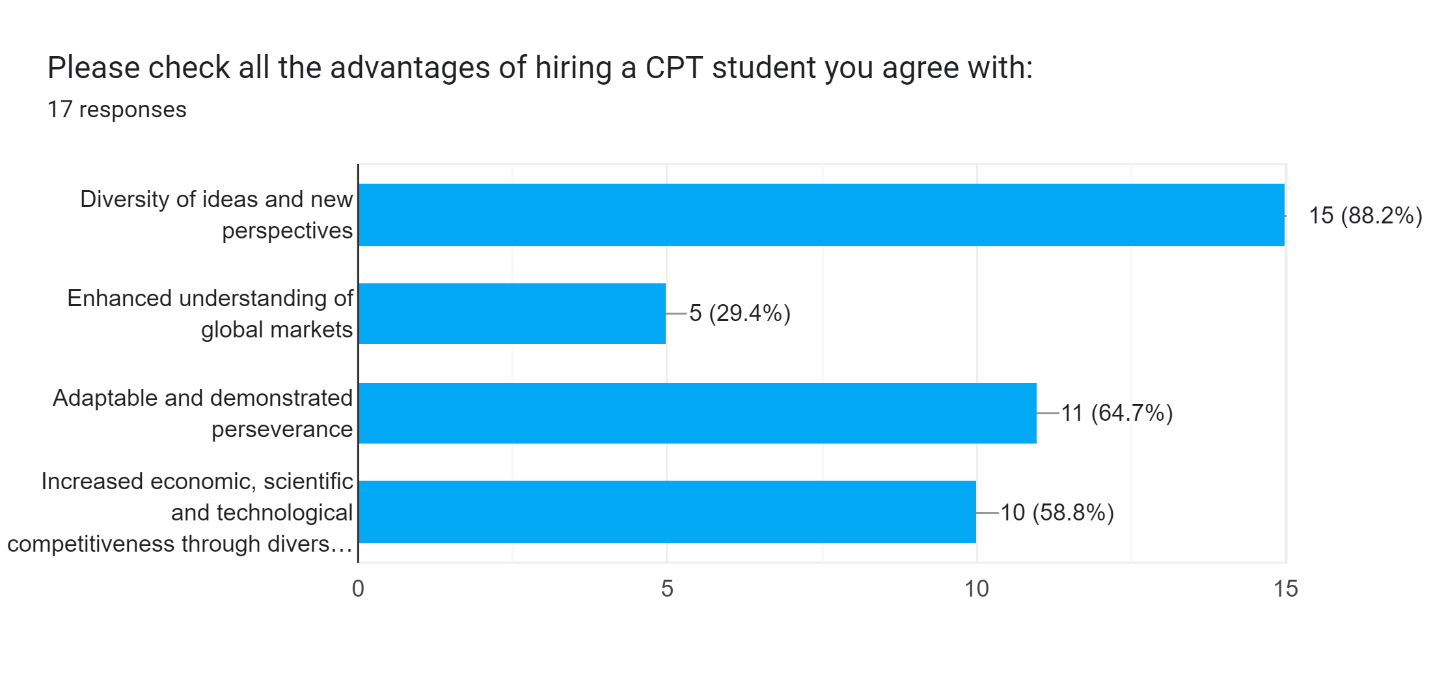 Please check all the advantages of hiring a CPT student you agree with:
17 responses
Diversity of ideas and new
perspectives
15 (88.2%)
Enhanced understanding of
global markets
5 (29.4%)
Adaptable and demonstrated
perseverance
11 (64.7%)
Increased economic, scientific
and technological
competitiveness through divers…
10 (58.8%)
0
5
10
15